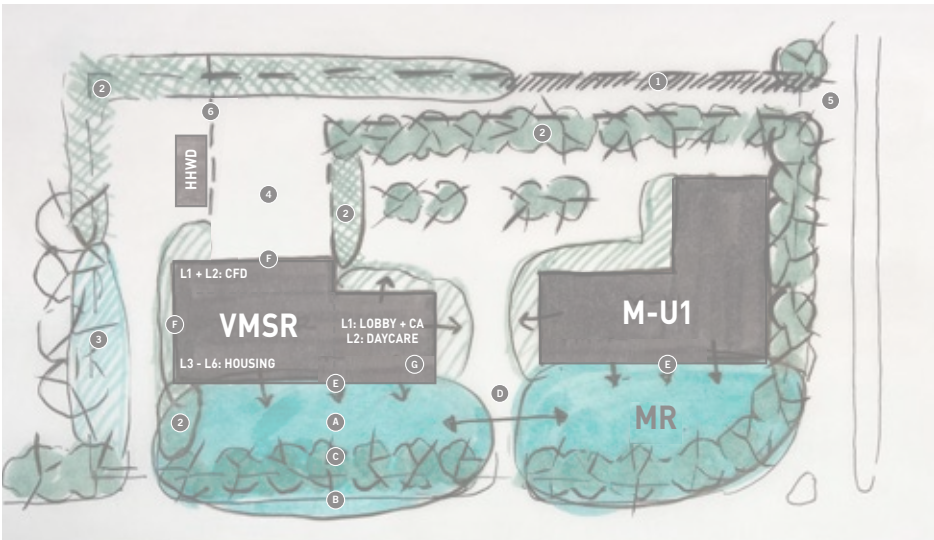 1
2
5
6
2
HHWD
4
2
F
L1 + L2: CFD
VMSR
L1: LOBBY + CA
L2: DAYCARE
M-U1
F
3
L3 - L6: HOUSING
G
E
E
D
2
A
MR
C
B